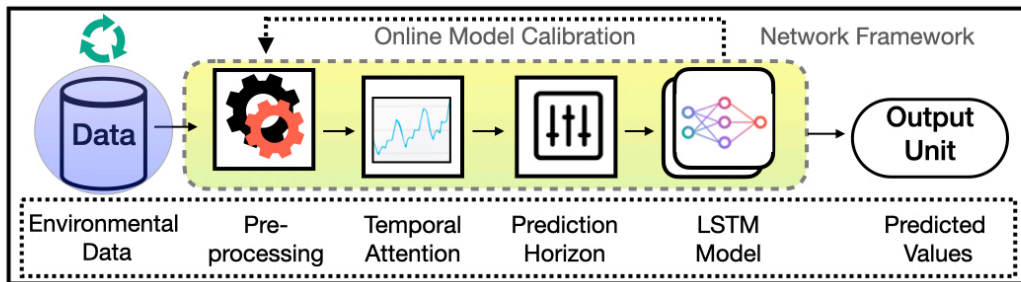 Online Model Calibration
Network Framework
Data
Output
Unit
Environmental
Data
Pre-
processing
Temporal
Attention
Prediction
Horizon
LSTM
Model
Predicted
Values